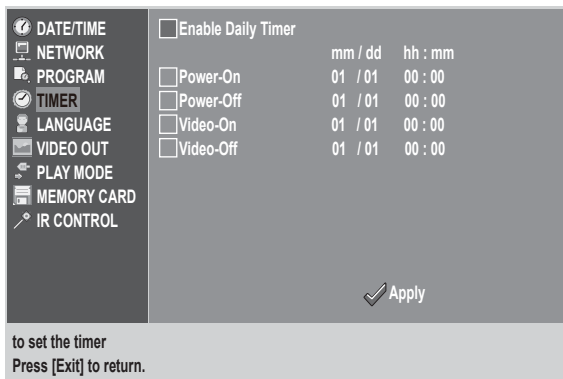 DATE/TIME
NETWORK
PROGRAM
TIMER
LANGUAGE
VIDEO OUT
PLAY MODE
MEMORY CARD
IR CONTROL
Enable Daily Timer
mm / dd hh : mm
Power-On 01 / 01 00 : 00
Power-Off 01 / 01 00 : 00
Video-On 01 / 01 00 : 00
Video-Off 01 / 01 00 : 00
Apply
to set the timer
Press [Exit] to return.